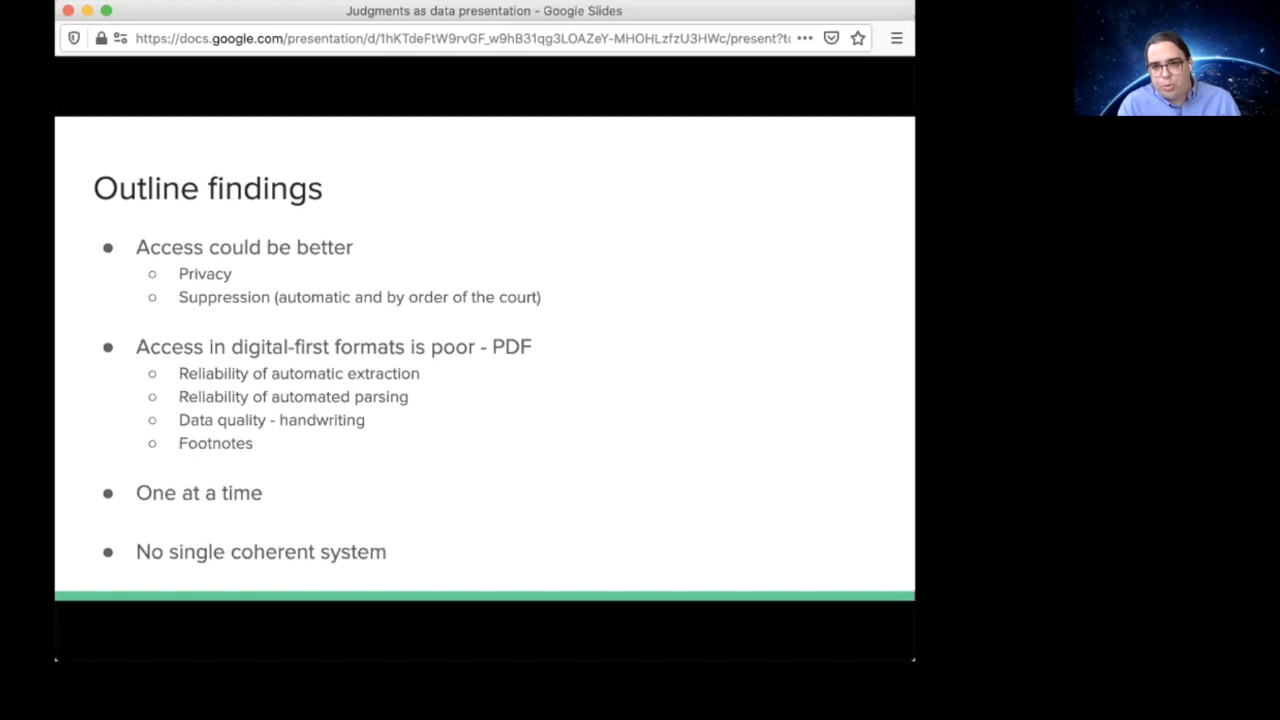 Judgments as data presentation - Google Slides
https://docs.google.com/presentation/d/1hKTdeFtW9rvGF_w9hB31qg3LOAZeY-MHOHLzfzU3HWc/present?t
Outline findings
● Access could be better
○ Privacy
○ Suppression (automatic and by order of the court)
● Access in digital-first formats is poor - PDF
○ Reliability of automatic extraction
○ Reliability of automated parsing
○ Data quality - handwriting
○ Footnotes
● One at a time
● No single coherent system